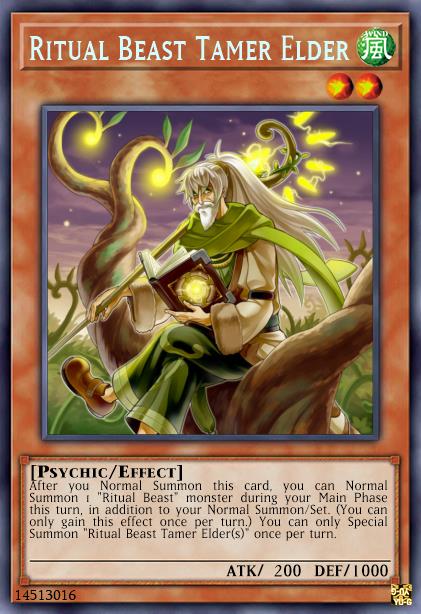 RITUAL BEAST TAMER ELDER
WIND
風
[PSYCHIC/EFFECT]
After you Normal Summon this card, you can Normal
Summon 1 "Ritual Beast" monster during your Main Phase
this turn, in addition to your Normal Summon/Set. (You can
only gain this effect once per turn.) You can only Special
Summon "Ritual Beast Tamer Elder(s)" once per turn.
ATK/ 200 DEF/1000
14513016